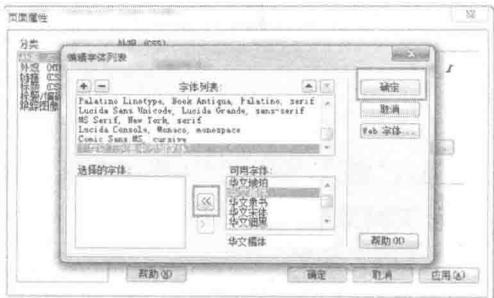 页面属性
分类
外观 (CSS)
编辑字体列表
字体列表:
Palatino Linotype, Book Antiqua, Palatino, serif
Lucida Sans Unicode, Lucida Grande, sans-serif
MS Serif, New York, serif
Lucida Console, Monaco, monospace
Comic Sans MS, cursive
确定
取消
Web 字体...
选择的字体:
可用字体:
华文琥珀
华文隶书
华文宋体
华文细黑
华文楷体
帮助(H)
帮助(H)
确定
取消
应用(A)